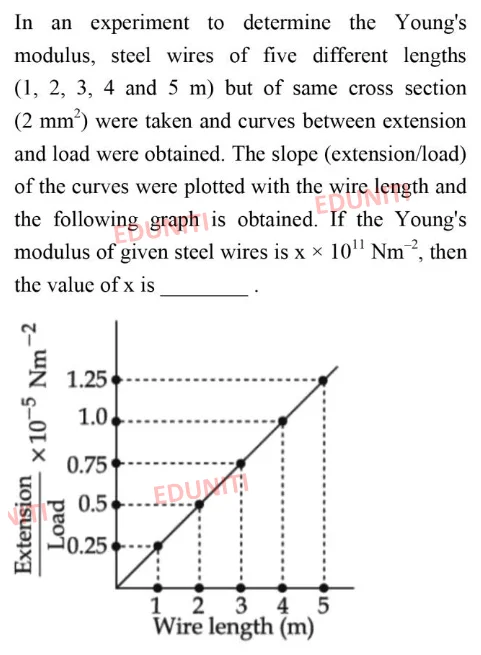 In an experiment to determine the Young's
modulus, steel wires of five different lengths
(1, 2, 3, 4 and 5 m) but of same cross section
(2 mm²) were taken and curves between extension
and load were obtained. The slope (extension/load)
of the curves were plotted with the wire length and
the following graph is obtained. If the Young's
modulus of given steel wires is x × 10¹¹ Nm⁻², then
the value of x is ________ .
EDUNITI
EDUNITI
Extension
Load
×10⁻⁵ Nm⁻²
1.25
1.0
0.75
0.5
0.25
EDUNITI
NITI
1 2 3 4 5
Wire length (m)